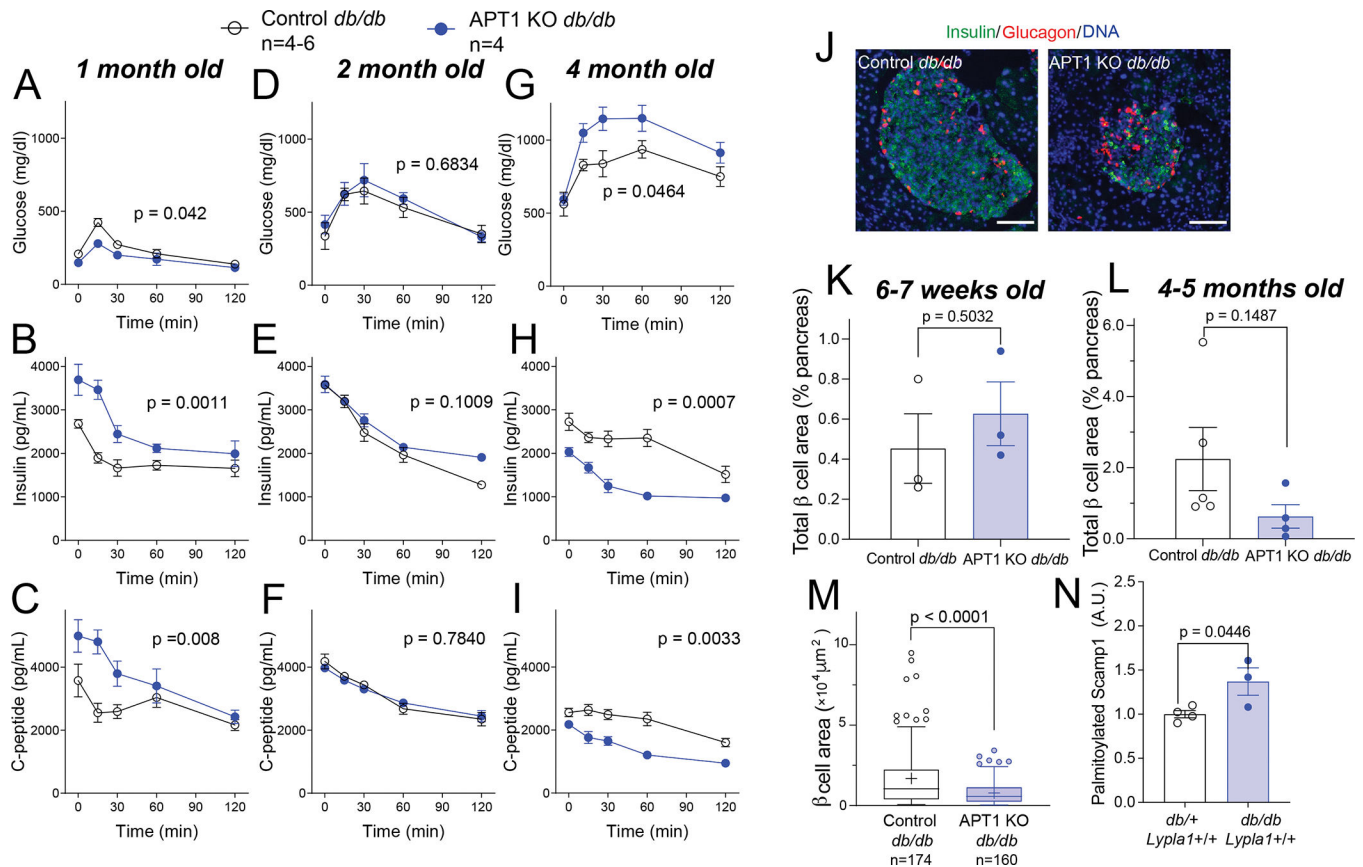 Control db/db
n=4-6
APT1 KO db/db
n=4
1 month old
2 month old
4 month old
A
Glucose (mg/dl)
1000
500
0
p = 0.042
0 30 60 90 120
Time (min)
D
Glucose (mg/dl)
1000
500
0
p = 0.6834
0 30 60 90 120
Time (min)
G
Glucose (mg/dl)
1000
500
0
p = 0.0464
0 30 60 90 120
Time (min)
B
Insulin (pg/mL)
4000
3000
2000
1000
0
p = 0.0011
0 30 60 90 120
Time (min)
E
Insulin (pg/mL)
4000
3000
2000
1000
0
p = 0.1009
0 30 60 90 120
Time (min)
H
Insulin (pg/mL)
4000
3000
2000
1000
0
p = 0.0007
0 30 60 90 120
Time (min)
C
C-peptide (pg/mL)
4000
2000
0
p =0.008
0 30 60 90 120
Time (min)
F
C-peptide (pg/mL)
4000
2000
0
p = 0.7840
0 30 60 90 120
Time (min)
I
C-peptide (pg/mL)
4000
2000
0
p = 0.0033
0 30 60 90 120
Time (min)
J
Insulin/Glucagon/DNA
Control db/db
APT1 KO db/db
K
6-7 weeks old
Total β cell area (% pancreas)
1.0
0.8
0.6
0.4
0.2
0.0
p = 0.5032
Control db/db APT1 KO db/db
L
4-5 months old
Total β cell area (% pancreas)
6.0
4.0
2.0
0.0
p = 0.1487
Control db/db APT1 KO db/db
M
β cell area (×10⁴μm²)
10
5
0
p < 0.0001
Control APT1 KO
db/db db/db
n=174 n=160
N
Palmitoylated Scamp1 (A.U.)
2.5
2.0
1.5
1.0
0.5
0.0
p = 0.0446
db/+ db/db
Lypla1+/+ Lypla1+/+